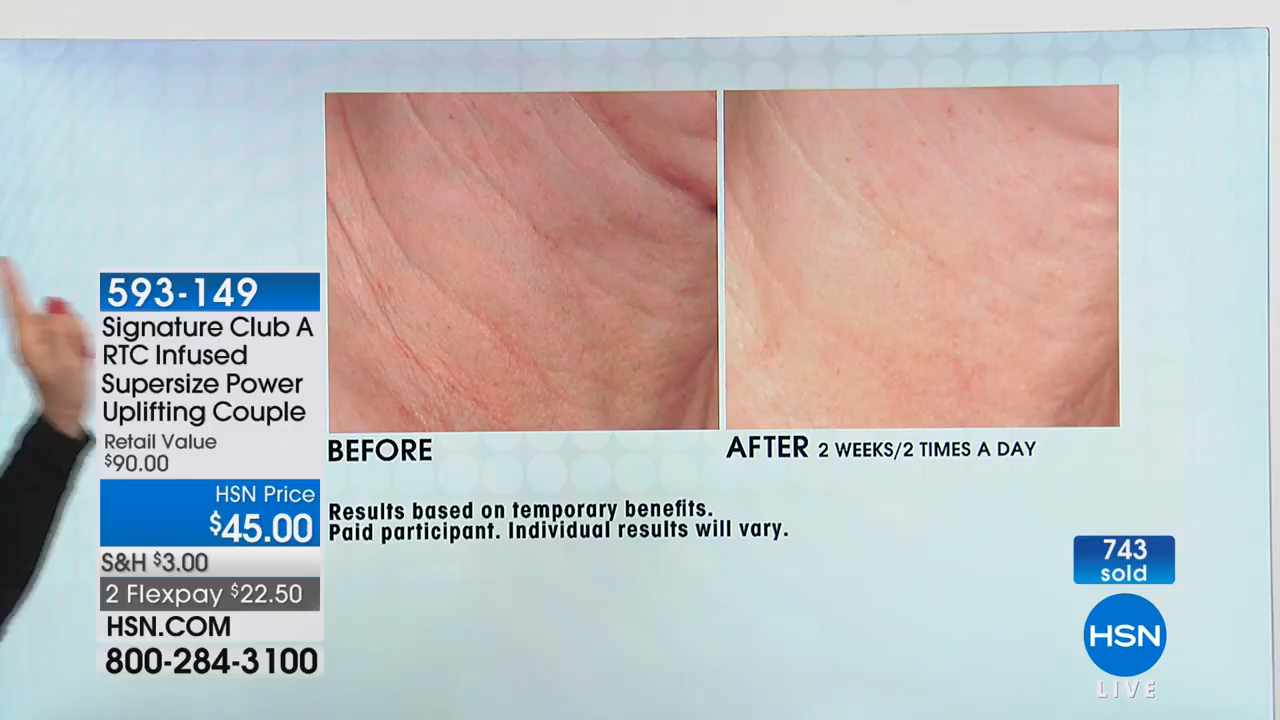 593-149
Signature Club A
RTC Infused
Supersize Power
Uplifting Couple
Retail Value
$90.00
HSN Price
$45.00
S&H $3.00
2 Flexpay $22.50
HSN.COM
800-284-3100
BEFORE
AFTER 2 WEEKS/2 TIMES A DAY
Results based on temporary benefits.
Paid participant. Individual results will vary.
743
sold
HSN
LIVE